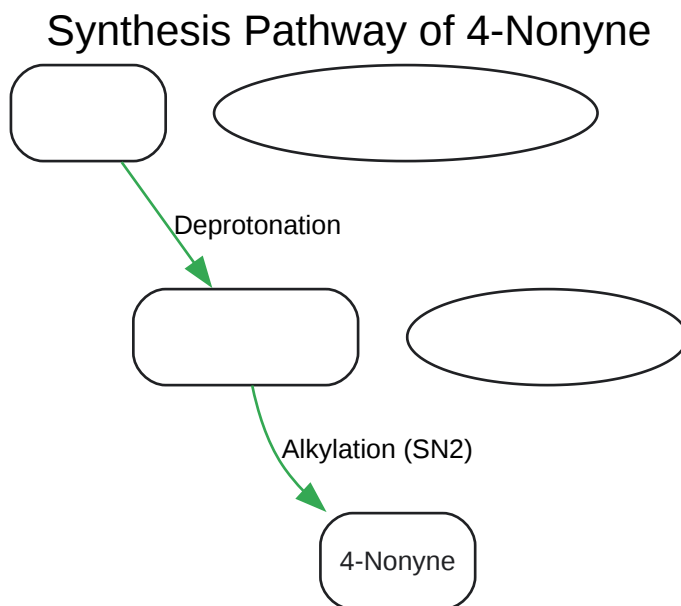 Synthesis Pathway of 4-Nonyne
Deprotonation
Alkylation (SN2)
4-Nonyne